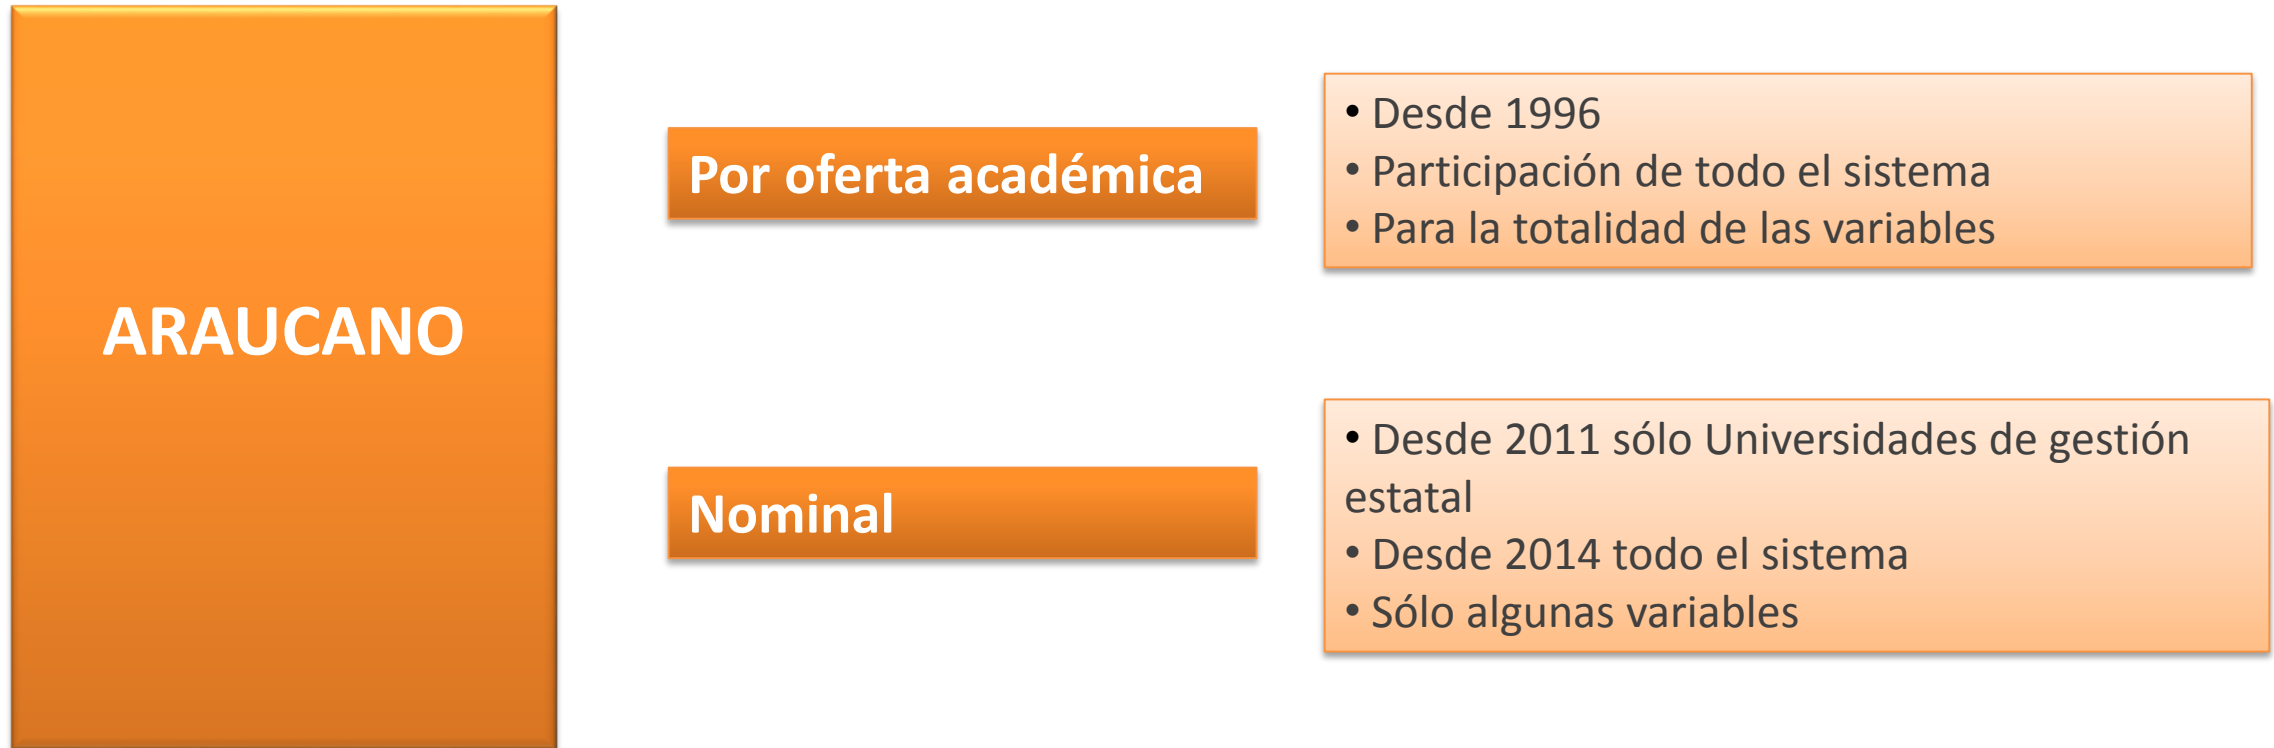 ARAUCANO
Por oferta académica
• Desde 1996
• Participación de todo el sistema
• Para la totalidad de las variables
Nominal
• Desde 2011 sólo Universidades de gestión
estatal
• Desde 2014 todo el sistema
• Sólo algunas variables